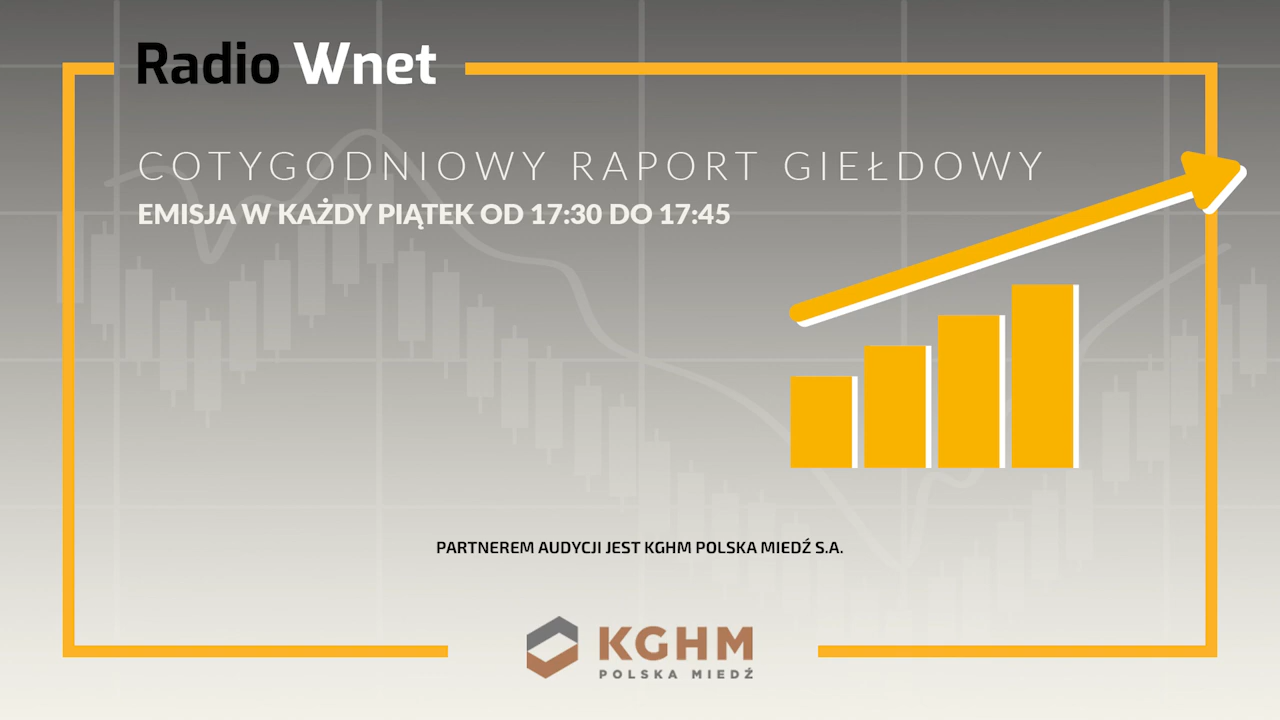 Radio Wnet
COTYGODNIOWY RAPORT GIEŁDOWY
EMISJA W KAŻDY PIĄTEK OD 17:30 DO 17:45
PARTNEREM AUDYCJI JEST KGHM POLSKA MIEDŹ S.A.
KGHM
POLSKA MIEDŹ